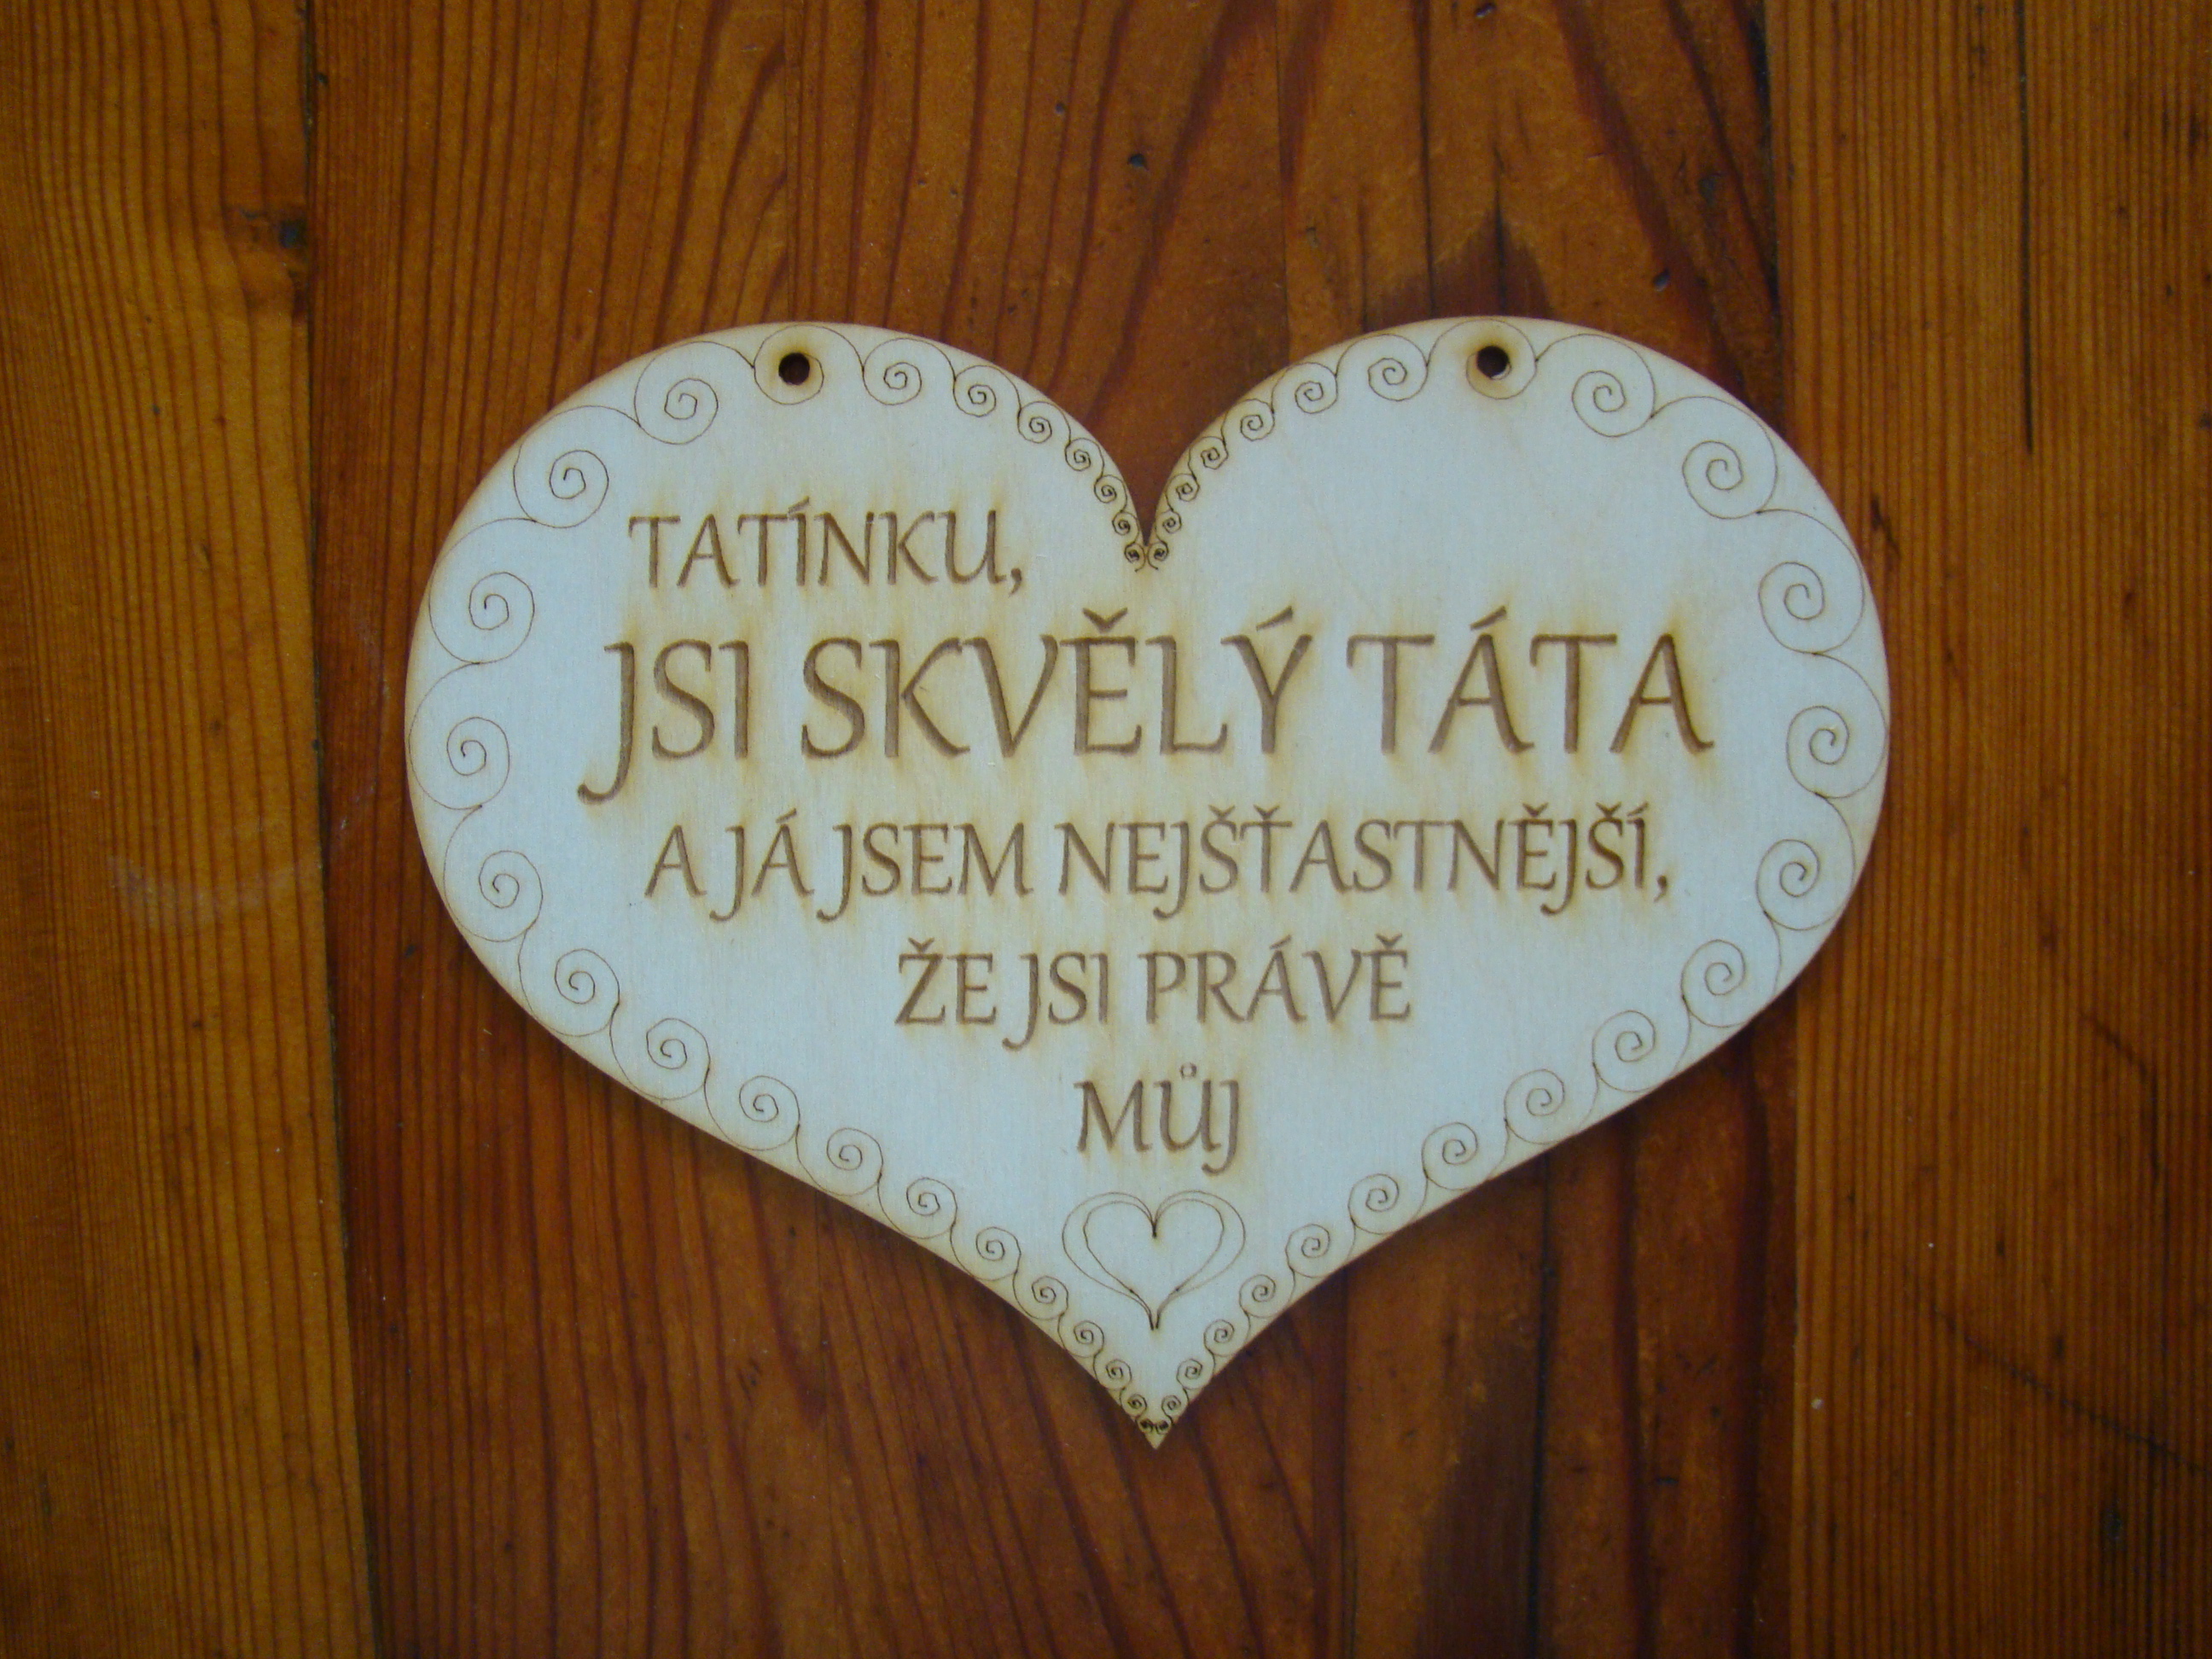 TATÍNKU,
JSI SKVĚLÝ TÁTA
A JÁ JSEM NEJŠŤASTNĚJŠÍ,
ŽE JSI PRÁVĚ
MŮJ